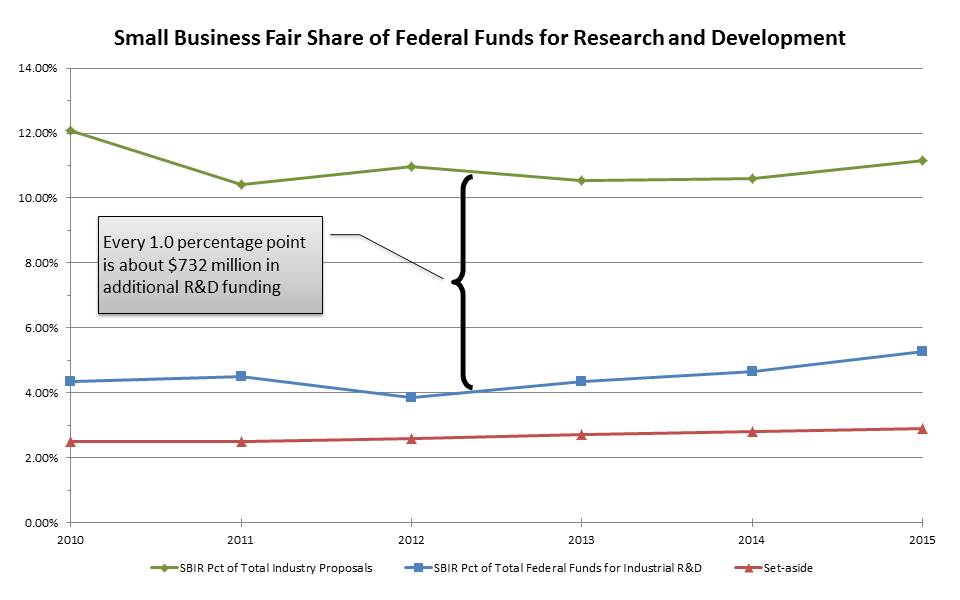 Small Business Fair Share of Federal Funds for Research and Development
14.00%
12.00%
10.00%
8.00%
6.00%
4.00%
2.00%
0.00%
Every 1.0 percentage point
is about $732 million in
additional R&D funding
2010 2011 2012 2013 2014 2015
SBIR Pct of Total Industry Proposals SBIR Pct of Total Federal Funds for Industrial R&D Set-aside